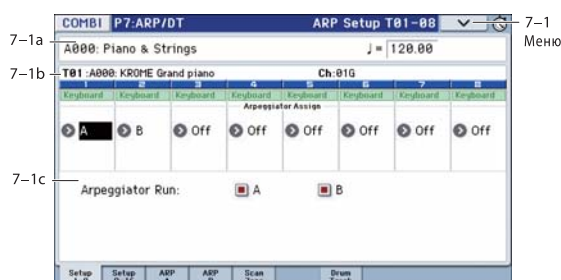 COMBI P7:ARP/DT ARP Setup T01-08
7–1
Меню
7–1a
A000: Piano & Strings ♩= 120.00
7–1b
T01 :A000: KROME Grand piano Ch:01G
1 2 3 4 5 6 7 8
Keyboard Keyboard Keyboard Keyboard Keyboard Keyboard Keyboard Keyboard
Arpeggiator Assign
A B Off Off Off Off Off Off
7–1c
Arpeggiator Run: A B
Setup Setup ARP ARP Scan Drum